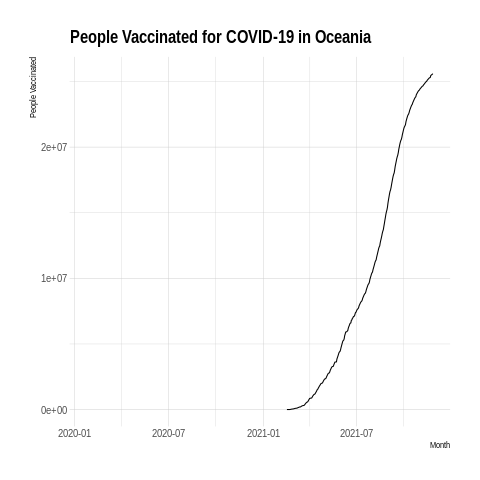 People Vaccinated for COVID-19 in Oceania
People Vaccinated
2e+07
1e+07
0e+00
2020-01 2020-07 2021-01 2021-07
Month